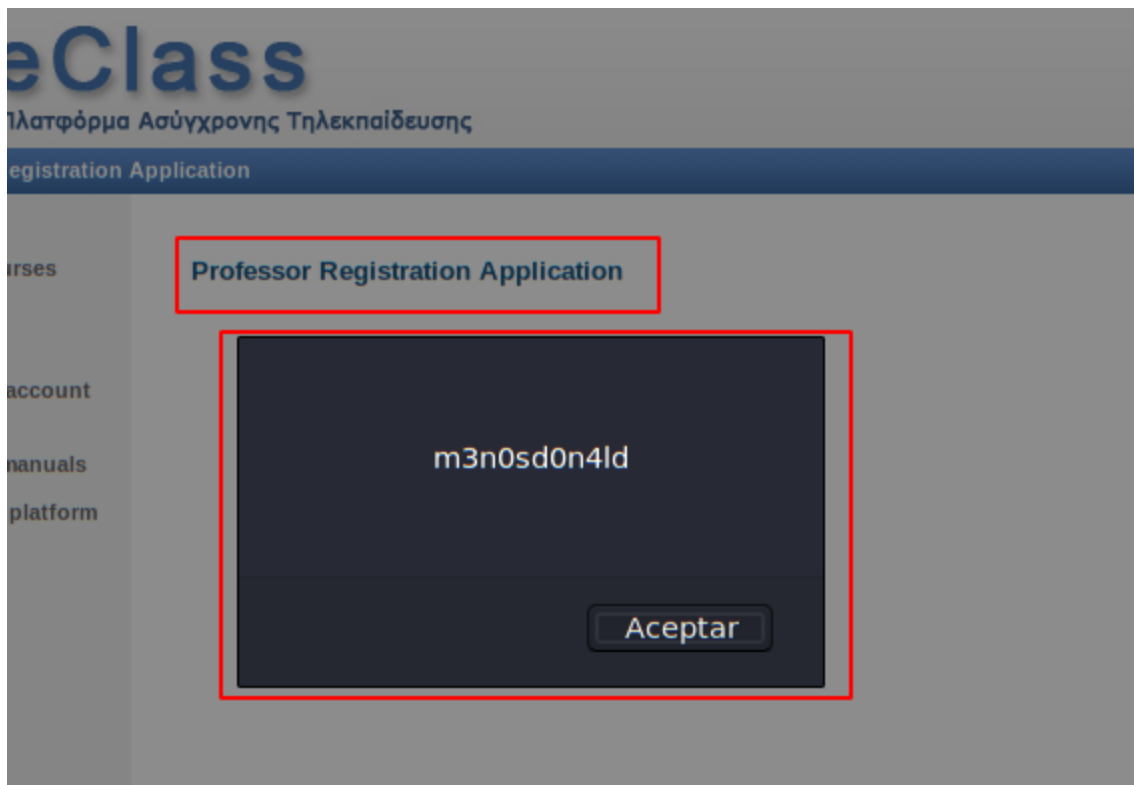 eClass
Πλατφόρμα Ασύγχρονης Τηλεκπαίδευσης
egistration Application
urses
Professor Registration Application
account
m3n0sd0n4ld
manuals
platform
Aceptar